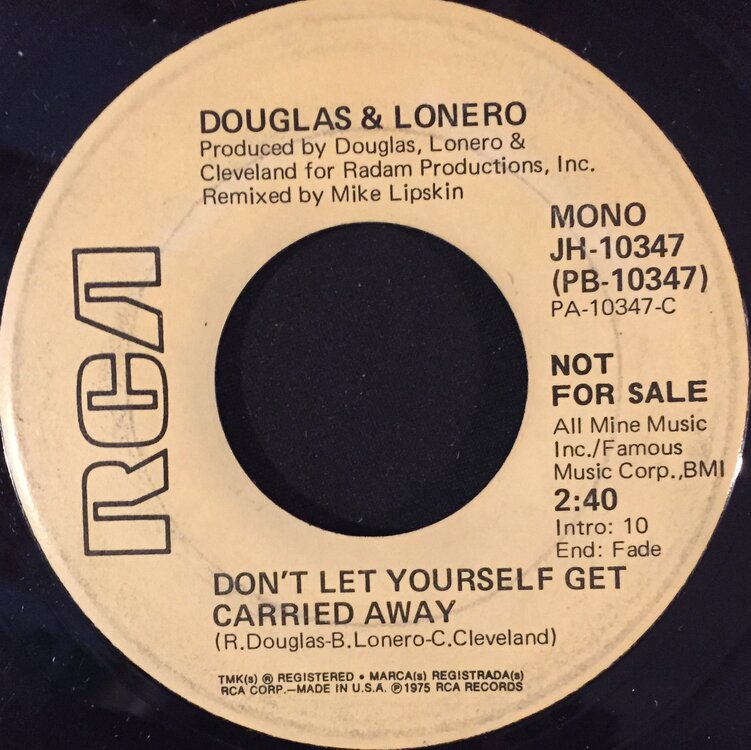 DOUGLAS & LONERO
Produced by Douglas, Lonero &
Cleveland for Radam Productions, Inc.
Remixed by Mike Lipskin
RCA
MONO
JH-10347
(PB-10347)
PA-10347-C
NOT
FOR SALE
All Mine Music
Inc./Famous
Music Corp.,BMI
2:40
Intro: 10
End: Fade
DON'T LET YOURSELF GET
CARRIED AWAY
(R.Douglas-B.Lonero-C.Cleveland)
TMK(s) ® REGISTERED • MARCA(s) REGISTRADA(s)
RCA CORP.—MADE IN U.S.A. ℗1975 RCA RECORDS